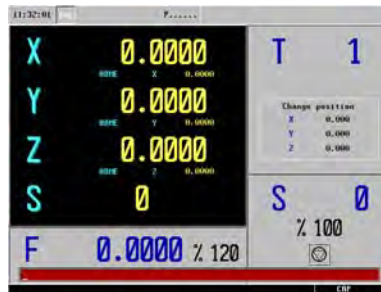 11:32:01 P......
X 0.0000
HOME X 0.0000
Y 0.0000
HOME Y 0.0000
Z 0.0000
HOME Z 0.0000
S 0
F 0.0000 % 120
T 1
Change position
X 0.000
Y 0.000
Z 0.000
S 0
% 100
CAP